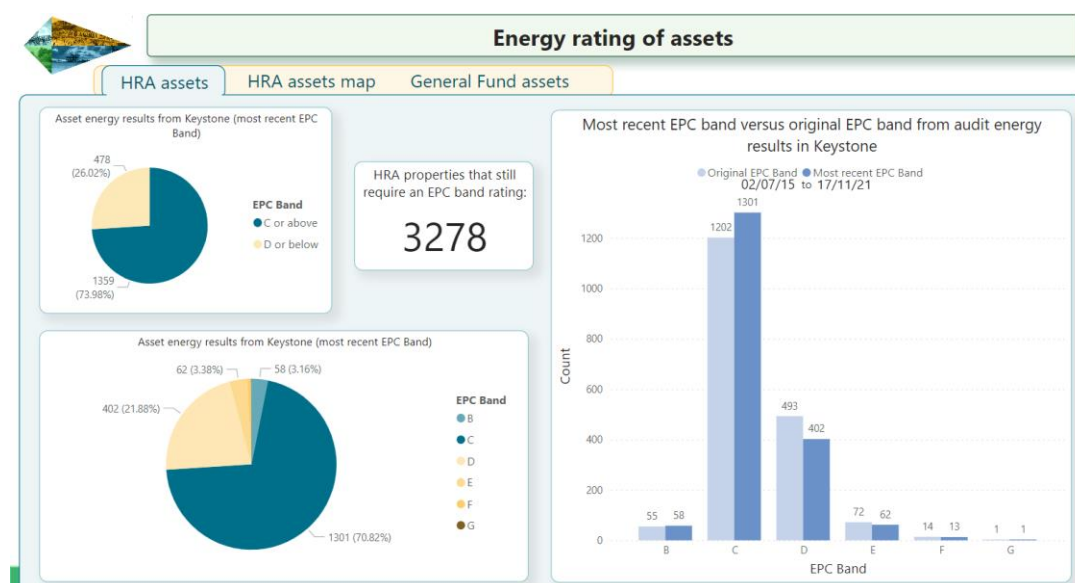 Energy rating of assets
HRA assets
HRA assets map
General Fund assets
Asset energy results from Keystone (most recent EPC
Band)
478
(26.02%)
EPC Band
C or above
D or below
1359
(73.98%)
HRA properties that still
require an EPC band rating:
3278
Asset energy results from Keystone (most recent EPC Band)
62 (3.38%)
58 (3.16%)
402 (21.88%)
1301 (70.82%)
EPC Band
B
C
D
E
F
G
Most recent EPC band versus original EPC band from audit energy
results in Keystone
Original EPC Band Most recent EPC Band
02/07/15 to 17/11/21
Count
1200
1000
800
600
400
200
0
55
58
1202
1301
493
402
72
62
14
13
1
1
B
C
D
E
F
G
EPC Band